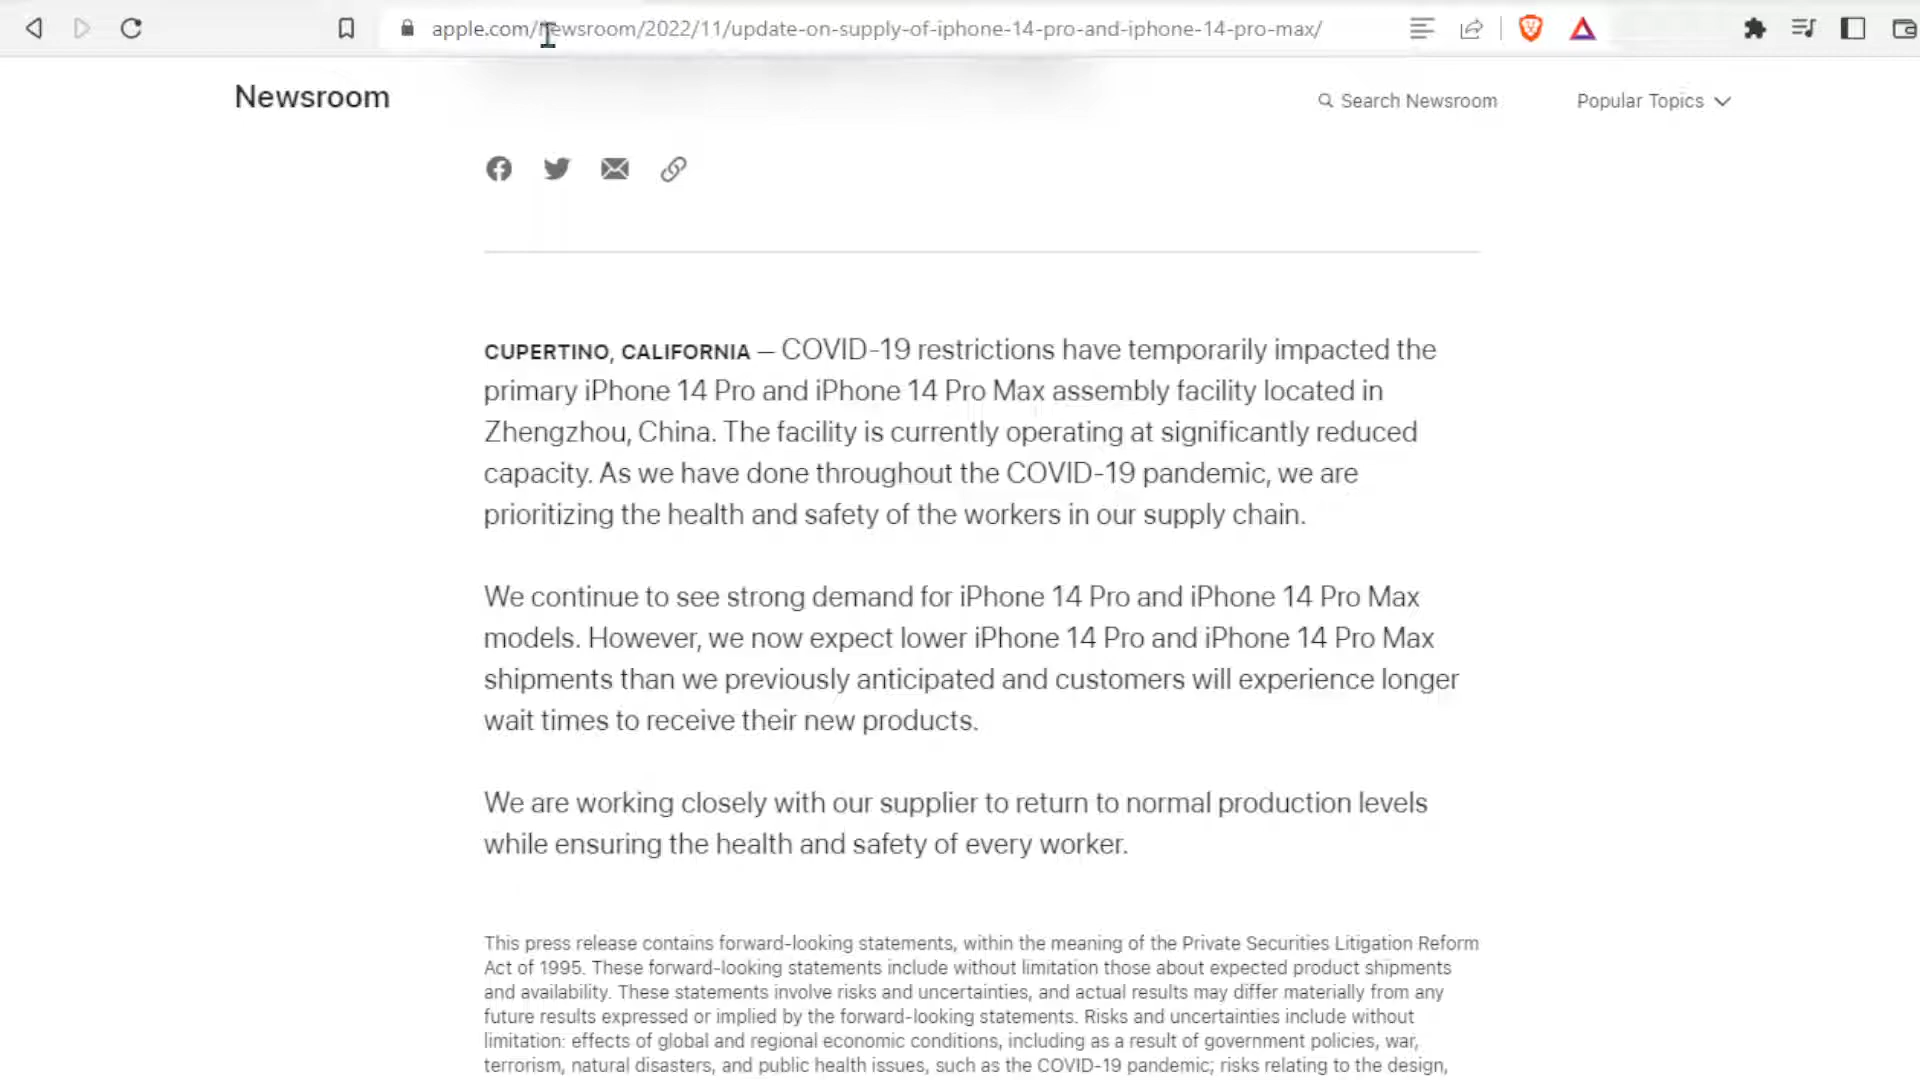 apple.com/newsroom/2022/11/update-on-supply-of-iphone-14-pro-and-iphone-14-pro-max/
Newsroom
Search Newsroom
Popular Topics
CUPERTINO, CALIFORNIA — COVID-19 restrictions have temporarily impacted the
primary iPhone 14 Pro and iPhone 14 Pro Max assembly facility located in
Zhengzhou, China. The facility is currently operating at significantly reduced
capacity. As we have done throughout the COVID-19 pandemic, we are
prioritizing the health and safety of the workers in our supply chain.
We continue to see strong demand for iPhone 14 Pro and iPhone 14 Pro Max
models. However, we now expect lower iPhone 14 Pro and iPhone 14 Pro Max
shipments than we previously anticipated and customers will experience longer
wait times to receive their new products.
We are working closely with our supplier to return to normal production levels
while ensuring the health and safety of every worker.
This press release contains forward-looking statements, within the meaning of the Private Securities Litigation Reform
Act of 1995. These forward-looking statements include without limitation those about expected product shipments
and availability. These statements involve risks and uncertainties, and actual results may differ materially from any
future results expressed or implied by the forward-looking statements. Risks and uncertainties include without
limitation: effects of global and regional economic conditions, including as a result of government policies, war,
terrorism, natural disasters, and public health issues, such as the COVID-19 pandemic; risks relating to the design,